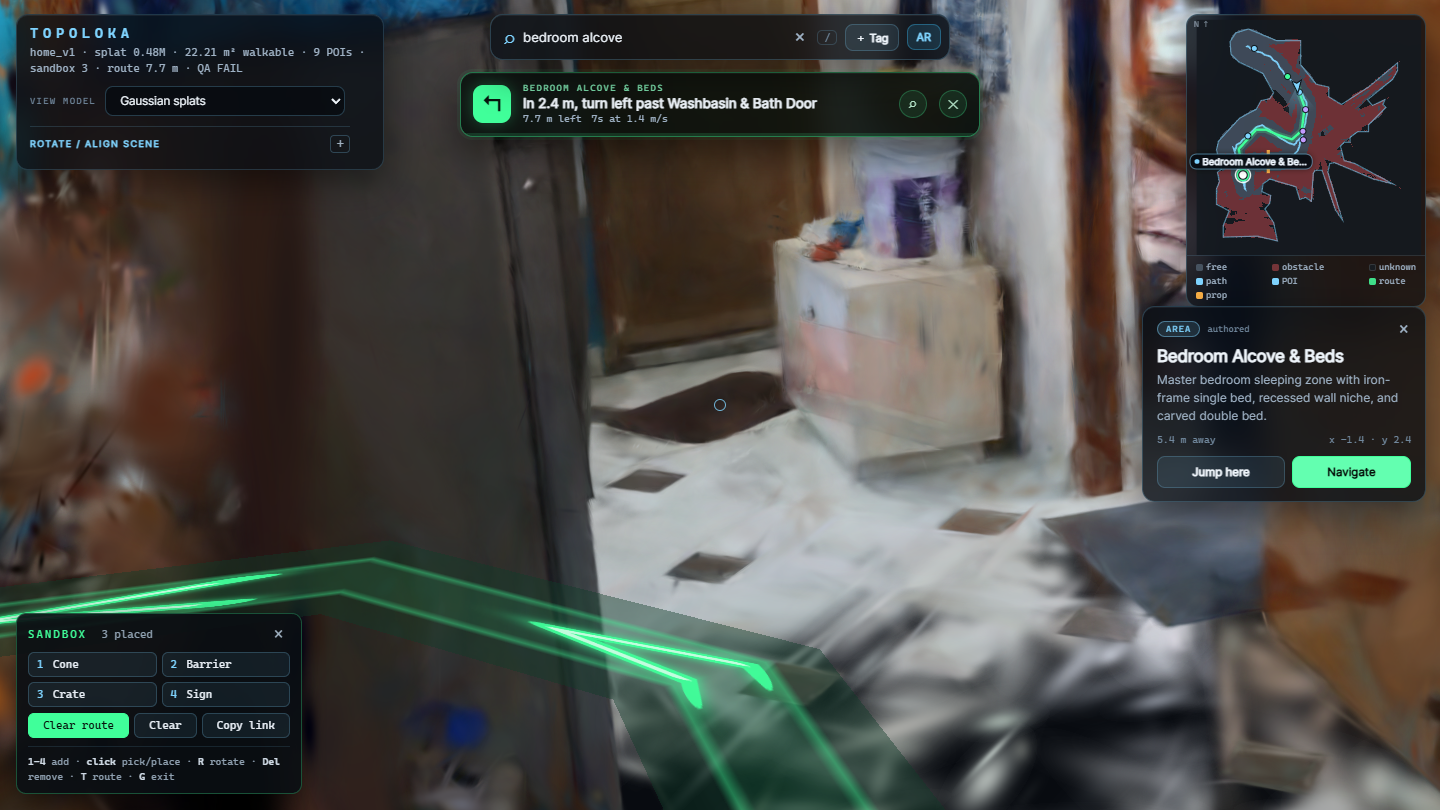 TOPOLOKA
home_v1 · splat 0.48M · 22.21 m² walkable · 9 POIs ·
sandbox 3 · route 7.7 m · QA FAIL
VIEW MODEL Gaussian splats
ROTATE / ALIGN SCENE +
bedroom alcove × / + Tag AR
BEDROOM ALCOVE & BEDS
In 2.4 m, turn left past Washbasin & Bath Door
7.7 m left 7s at 1.4 m/s
N ↑
Bedroom Alcove & Be...
free obstacle unknown
path POI route
prop
AREA authored ×
Bedroom Alcove & Beds
Master bedroom sleeping zone with iron-
frame single bed, recessed wall niche, and
carved double bed.
5.4 m away x −1.4 · y 2.4
Jump here Navigate
SANDBOX 3 placed ×
1 Cone 2 Barrier
3 Crate 4 Sign
Clear route Clear Copy link
1–4 add · click pick/place · R rotate · Del
remove · T route · G exit